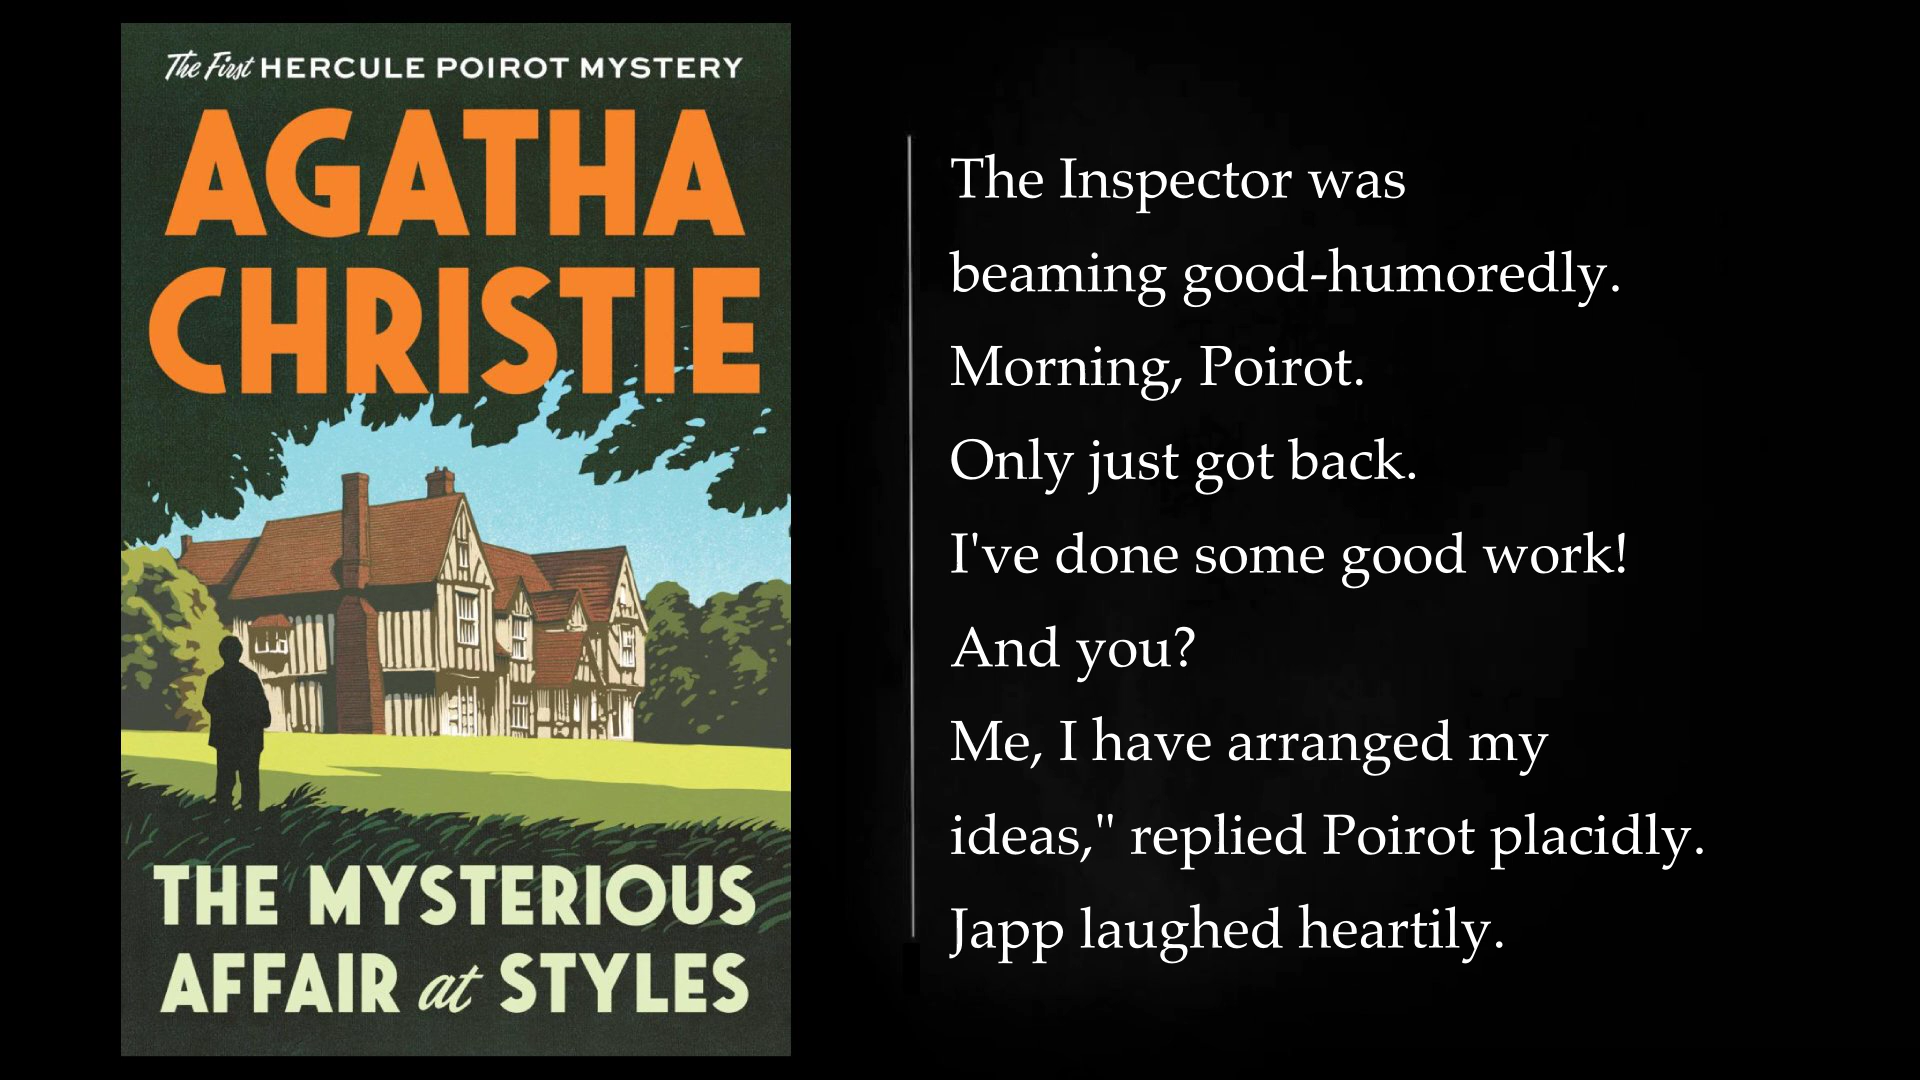 The First HERCULE POIROT MYSTERY
AGATHA
CHRISTIE
THE MYSTERIOUS
AFFAIR at STYLES
The Inspector was
beaming good-humoredly.
Morning, Poirot.
Only just got back.
I've done some good work!
And you?
Me, I have arranged my
ideas," replied Poirot placidly.
Japp laughed heartily.